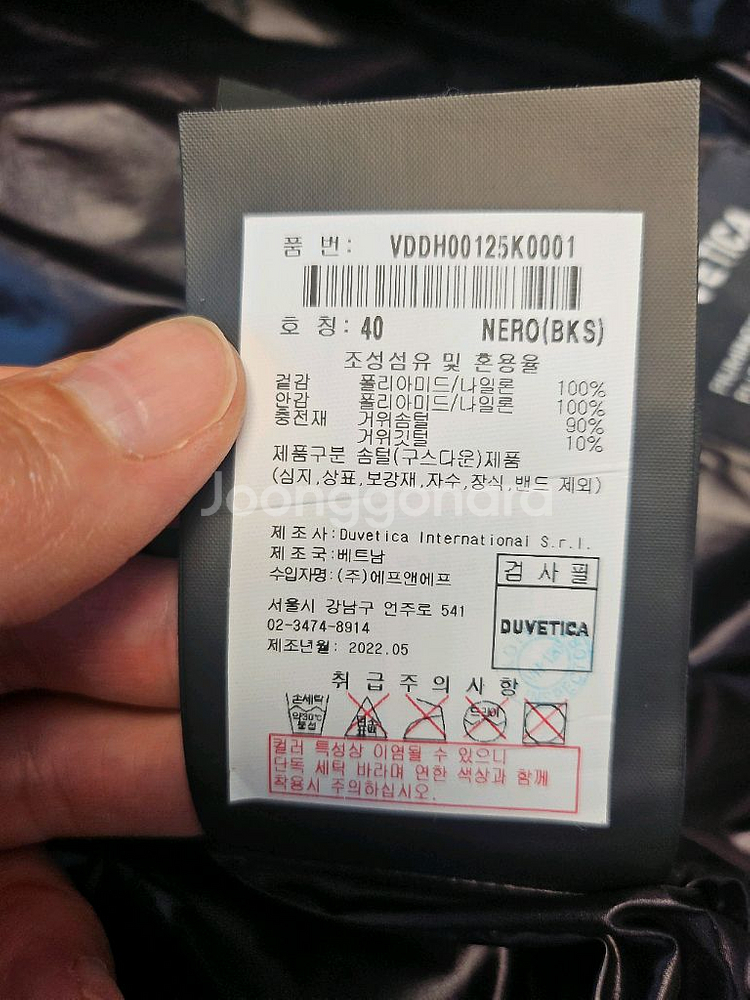 품 번: VDDH00125K0001
호 칭: 40 NERO(BKS)
조성섬유 및 혼용율
겉감 폴리아미드/나일론 100%
안감 폴리아미드/나일론 100%
충전재 거위솜털 90%
거위깃털 10%
제품구분 솜털(구스다운)제품
(심지,상표,보강재,자수,장식,밴드 제외)
Joonggonara
제조사:Duvetica International S.r.l.
제조국:베트남
수입자명:(주)에프앤에프
검사필
서울시 강남구 언주로 541
DUVETICA
02-3474-8914
제조년월: 2022.05
취급주의사항
손세탁
약30℃
중성
염소
표백
드라이
컬러 특성상 이염될 수 있으니
단독 세탁 바라며 연한 색상과 함께
착용시 주의하십시오.
VETICA